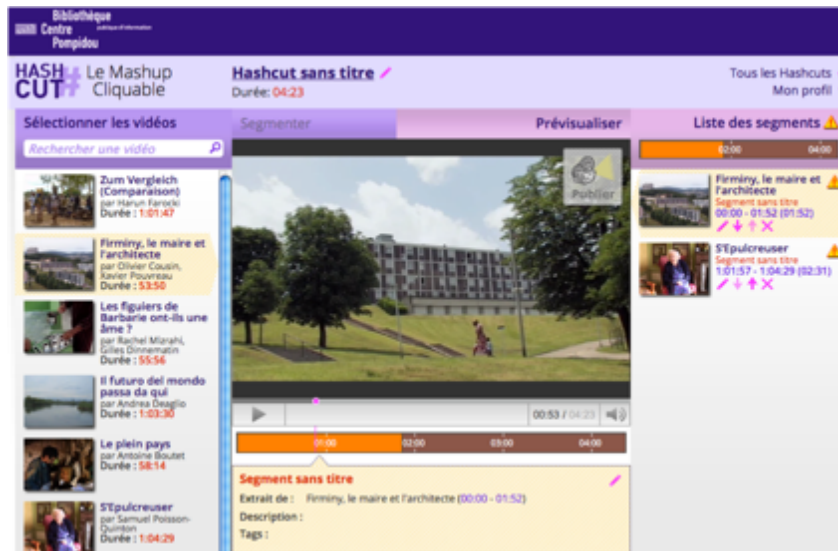 Bibliothèque
publique d'information
Centre
Pompidou
HASH
CUT#
Le Mashup
Cliquable
Hashcut sans titre
Durée: 04:23
Tous les Hashcuts
Mon profil
Sélectionner les vidéos
Rechercher une vidéo
Zum Vergleich
(Comparaison)
par Harun Farocki
Durée : 1:01:47
Firminy, le maire et
l'architecte
par Olivier Cousin,
Xavier Pouvreau
Durée : 53:50
Les figuiers de
Barbarie ont-ils une
âme ?
par Rachel Mizrahi,
Gilles Dinnematin
Durée : 55:56
Il futuro del mondo
passa da qui
par Andrea Deaglio
Durée : 1:03:30
Le plein pays
par Antoine Boutet
Durée : 58:14
S'Epulcreuser
par Samuel Poisson-
Quinton
Durée : 1:04:29
Segmenter
Prévisualiser
Publier
00:53 / 04:23
01:00 02:00 03:00 04:00
Segment sans titre
Extrait de : Firminy, le maire et l'architecte (00:00 - 01:52)
Description :
Tags :
Liste des segments
02:00 04:00
Firminy, le maire et
l'architecte
Segment sans titre
00:00 - 01:52 (01:52)
S'Epulcreuser
Segment sans titre
1:01:57 - 1:04:29 (02:31)